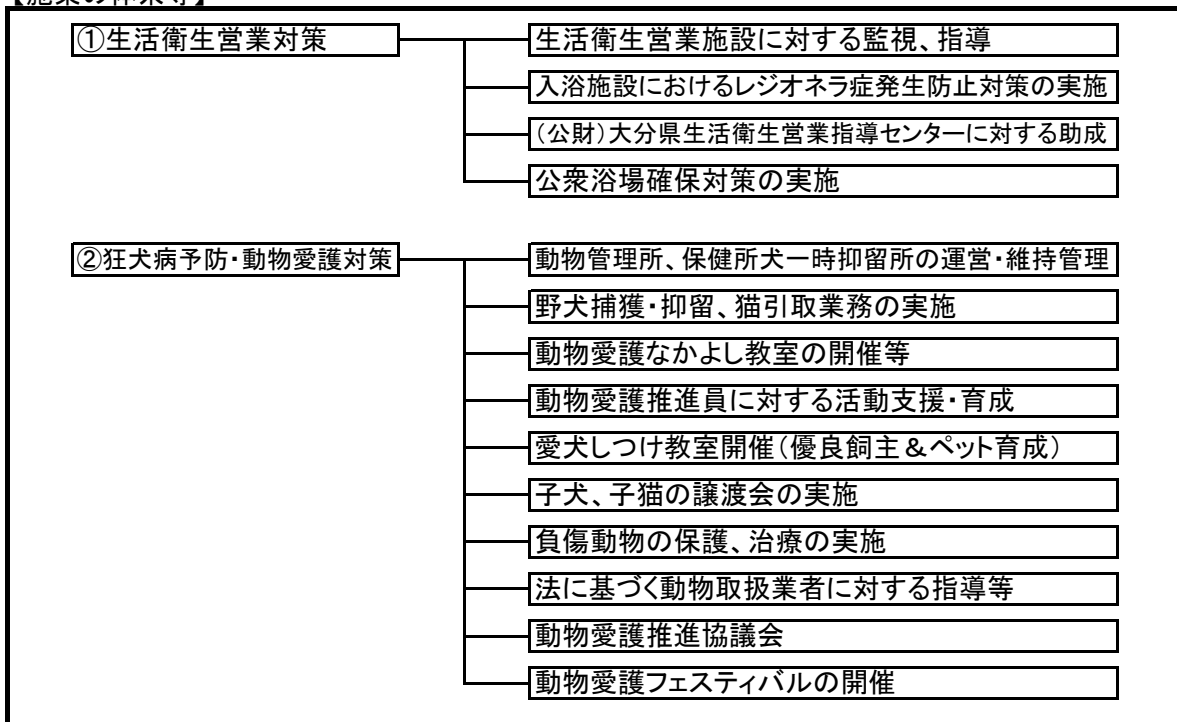 【施策の体系等】
①生活衛生営業対策
生活衛生営業施設に対する監視、指導
入浴施設におけるレジオネラ症発生防止対策の実施
(公財)大分県生活衛生営業指導センターに対する助成
公衆浴場確保対策の実施
②狂犬病予防・動物愛護対策
動物管理所、保健所犬一時抑留所の運営・維持管理
野犬捕獲・抑留、猫引取業務の実施
動物愛護なかよし教室の開催等
動物愛護推進員に対する活動支援・育成
愛犬しつけ教室開催(優良飼主&ペット育成)
子犬、子猫の譲渡会の実施
負傷動物の保護、治療の実施
法に基づく動物取扱業者に対する指導等
動物愛護推進協議会
動物愛護フェスティバルの開催